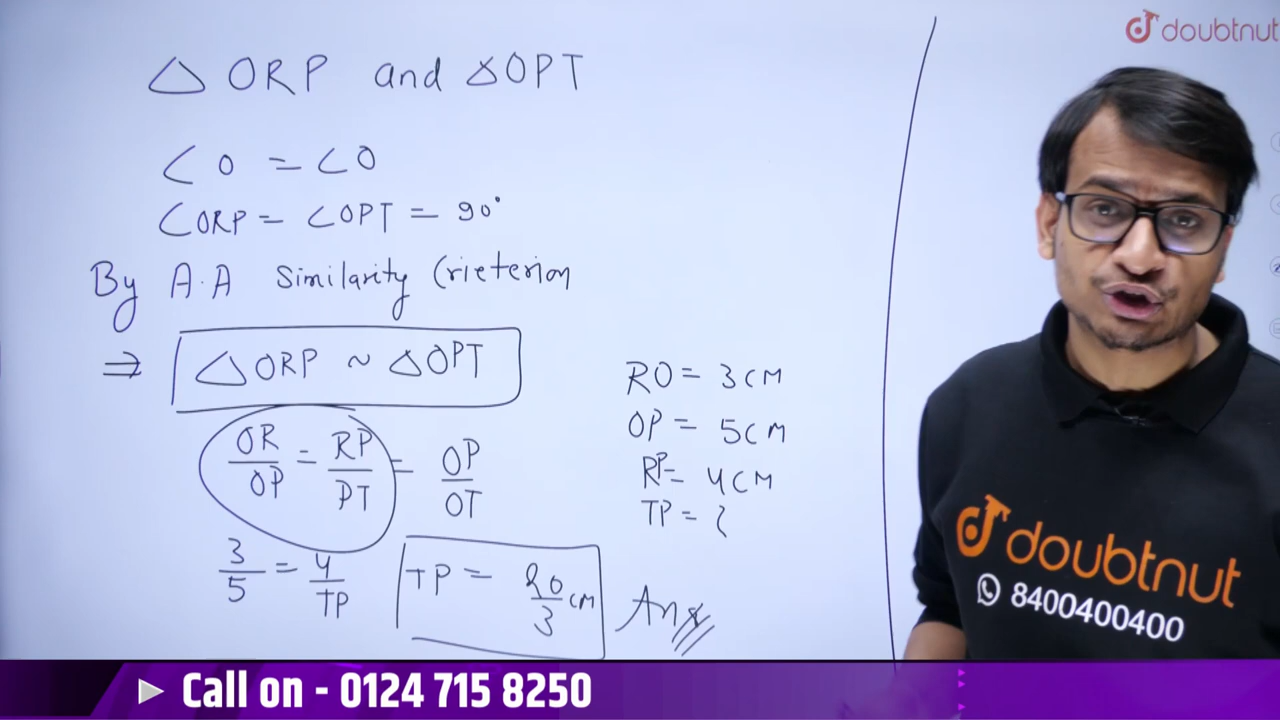 doubtnut
△ ORP and △OPT
∠O = ∠O
∠ORP = ∠OPT = 90°
By A.A Similarity Crieterion
⇒ △ORP ~ △OPT
OR/OP = RP/PT = OP/OT
RO = 3CM
OP = 5CM
RP = 4CM
TP = ?
3/5 = 4/TP
TP = 20/3 cm Ans
doubtnut
8400400400
Call on - 0124 715 8250